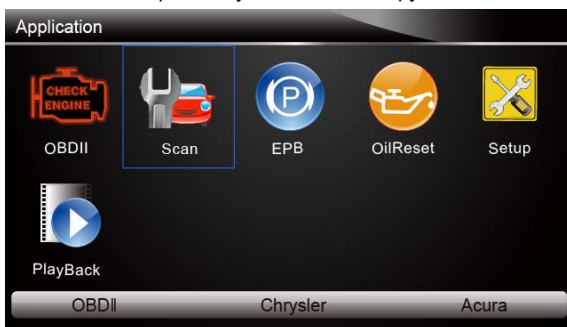 Application
CHECK
ENGINE
OBDII Scan EPB OilReset Setup
P
PlayBack
OBDⅡ Chrysler Acura